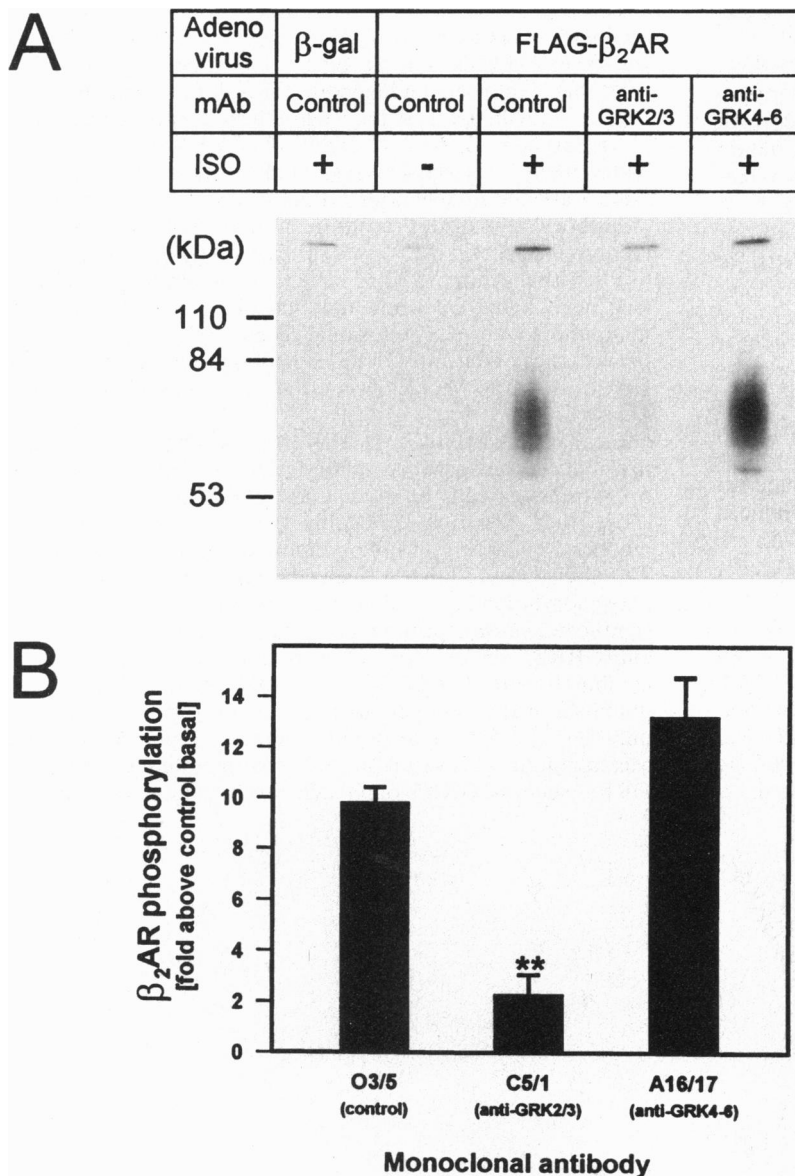 A
Adeno virus β-gal FLAG-β₂AR
mAb Control Control Control anti-GRK2/3 anti-GRK4-6
ISO + - + + +
(kDa)
110
84
53
B
β₂AR phosphorylation
[fold above control basal]
14
12
10
8
6
4
2
0
**
O3/5 C5/1 A16/17
(control) (anti-GRK2/3) (anti-GRK4-6)
Monoclonal antibody